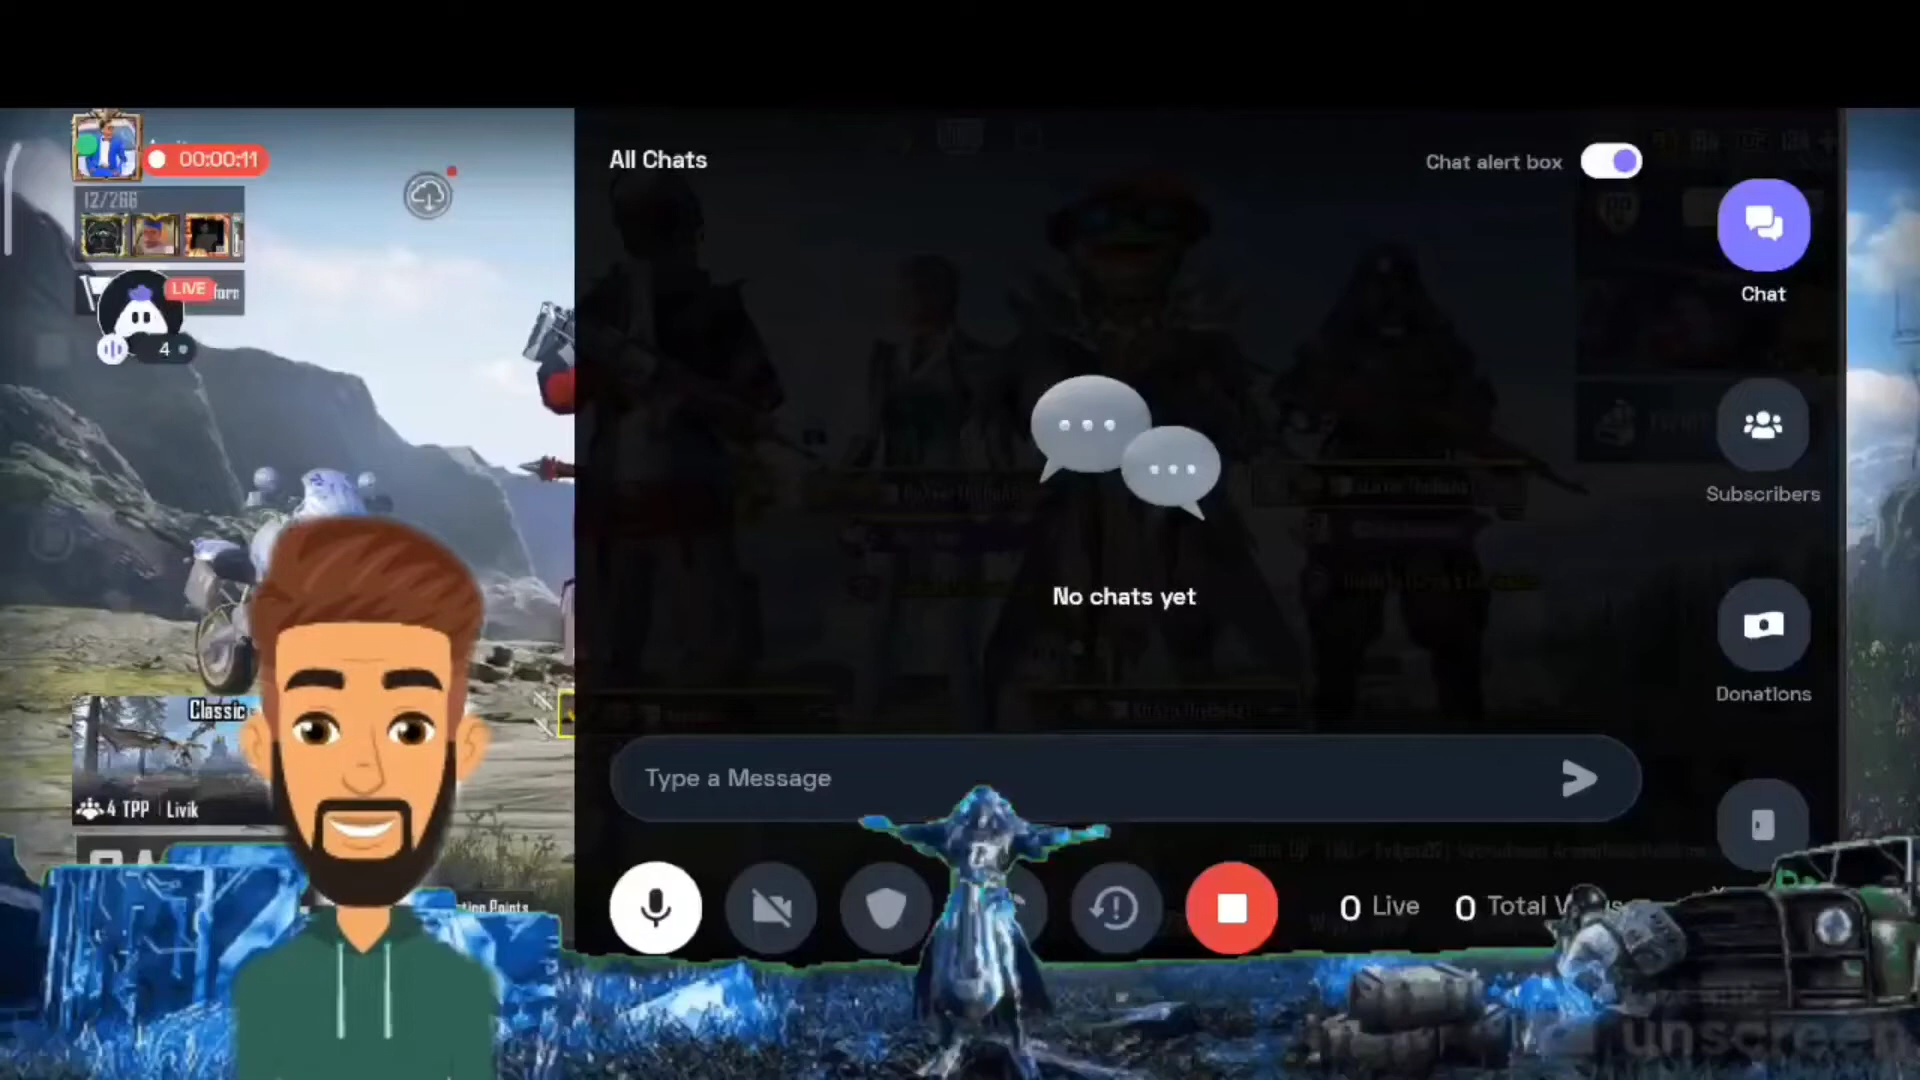 All Chats
Chat alert box
00:00:11
12/266
LIVE
4
Chat
Subscribers
No chats yet
Donations
Classic
Type a Message
4 TPP Livik
0 Live
0 Total
unscreen